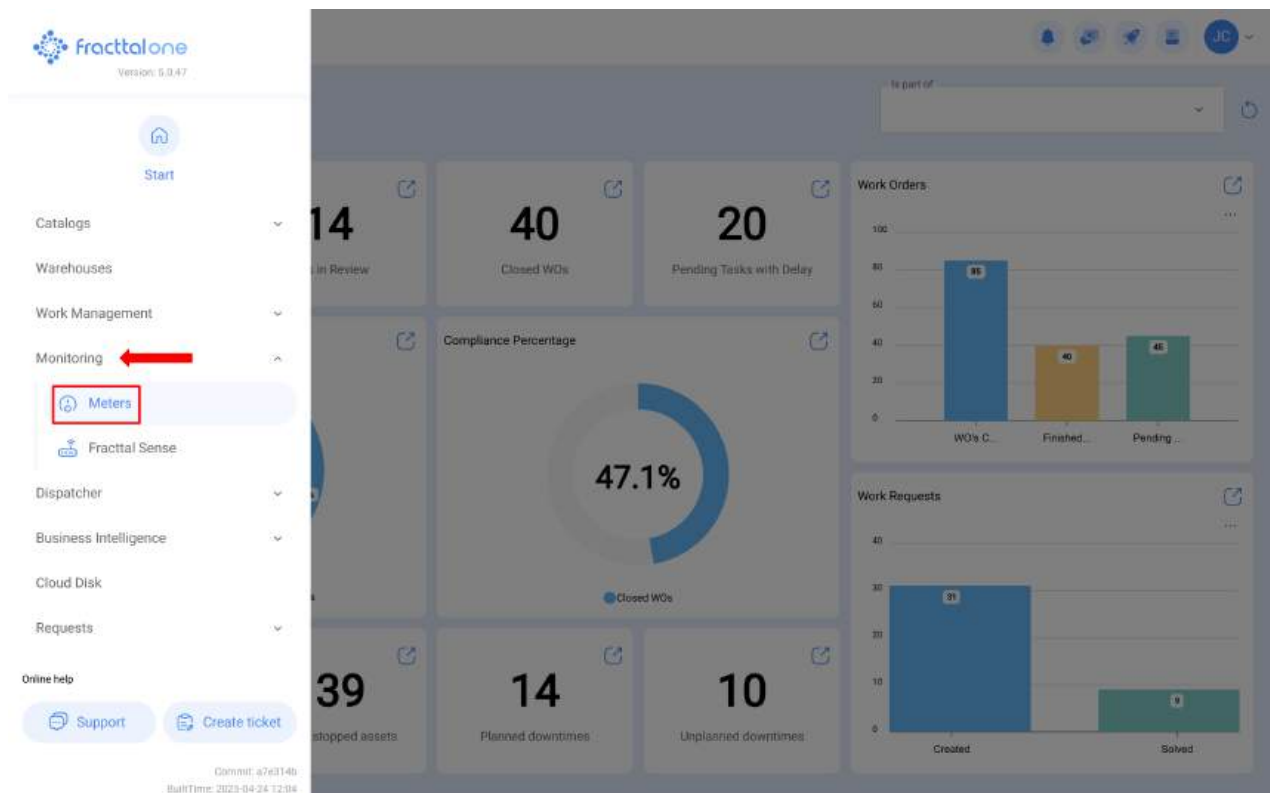 fracttal one
Version: 5.0.47
JC
Is part of
Start
Catalogs
Warehouses
Work Management
Monitoring
Meters
Fracttal Sense
Dispatcher
Business Intelligence
Cloud Disk
Requests
Online help
Support
Create ticket
Commit: a7e314b
BuiltTime: 2023-04-24 12:04
14
in Review
40
Closed WOs
20
Pending Tasks with Delay
Work Orders
...
100
80
60
40
20
0
85
40
45
WO's C...
Finished...
Pending ...
Compliance Percentage
47.1%
Closed WOs
Work Requests
...
40
30
20
10
0
31
9
Created
Solved
39
stopped assets
14
Planned downtimes
10
Unplanned downtimes